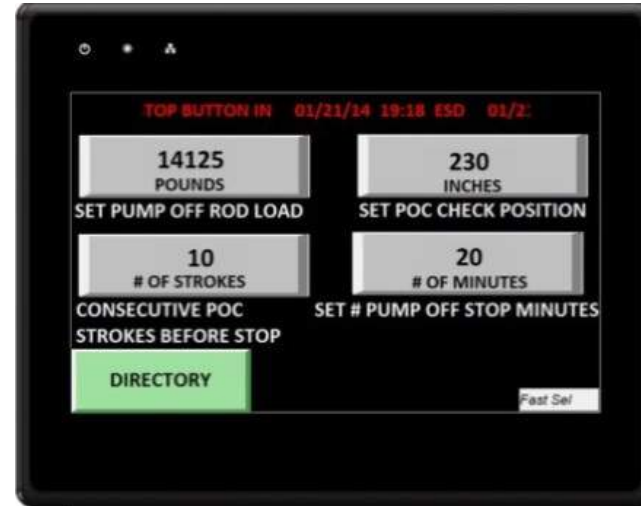 TOP BUTTON IN 01/21/14 19:18 ESD 01/2
14125
POUNDS
SET PUMP OFF ROD LOAD
230
INCHES
SET POC CHECK POSITION
10
# OF STROKES
CONSECUTIVE POC
STROKES BEFORE STOP
20
# OF MINUTES
SET # PUMP OFF STOP MINUTES
DIRECTORY
Fast Sel